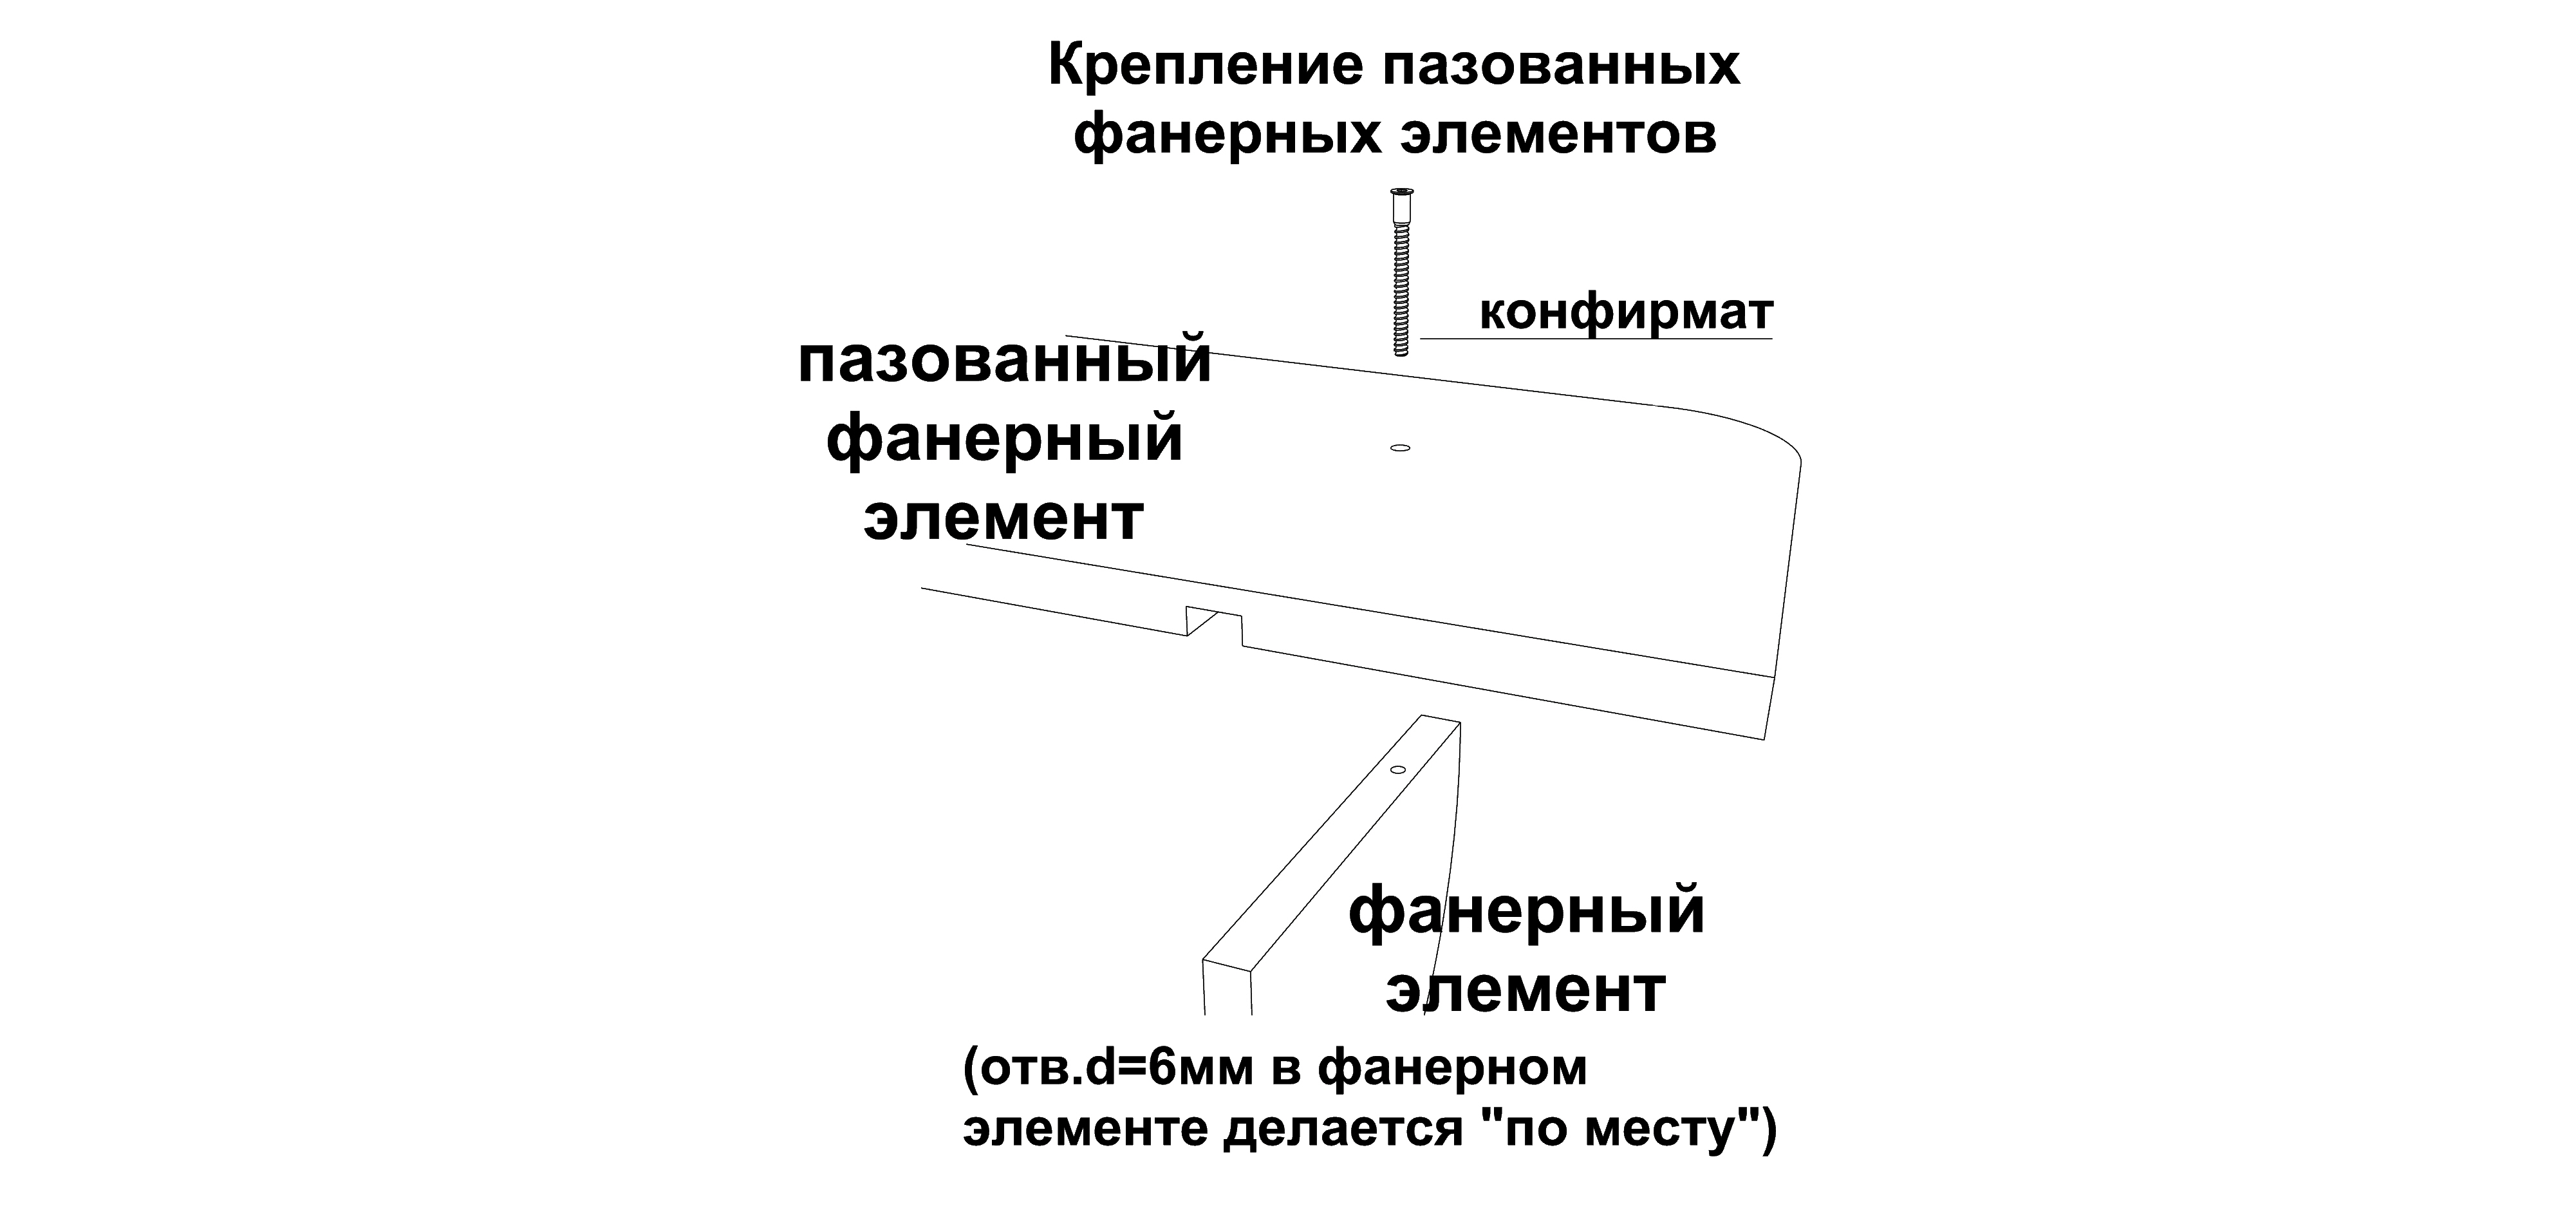 Крепление пазованных
фанерных элементов
конфирмат
пазованный
фанерный
элемент
фанерный
элемент
(отв.d=6мм в фанерном
элементе делается "по месту")